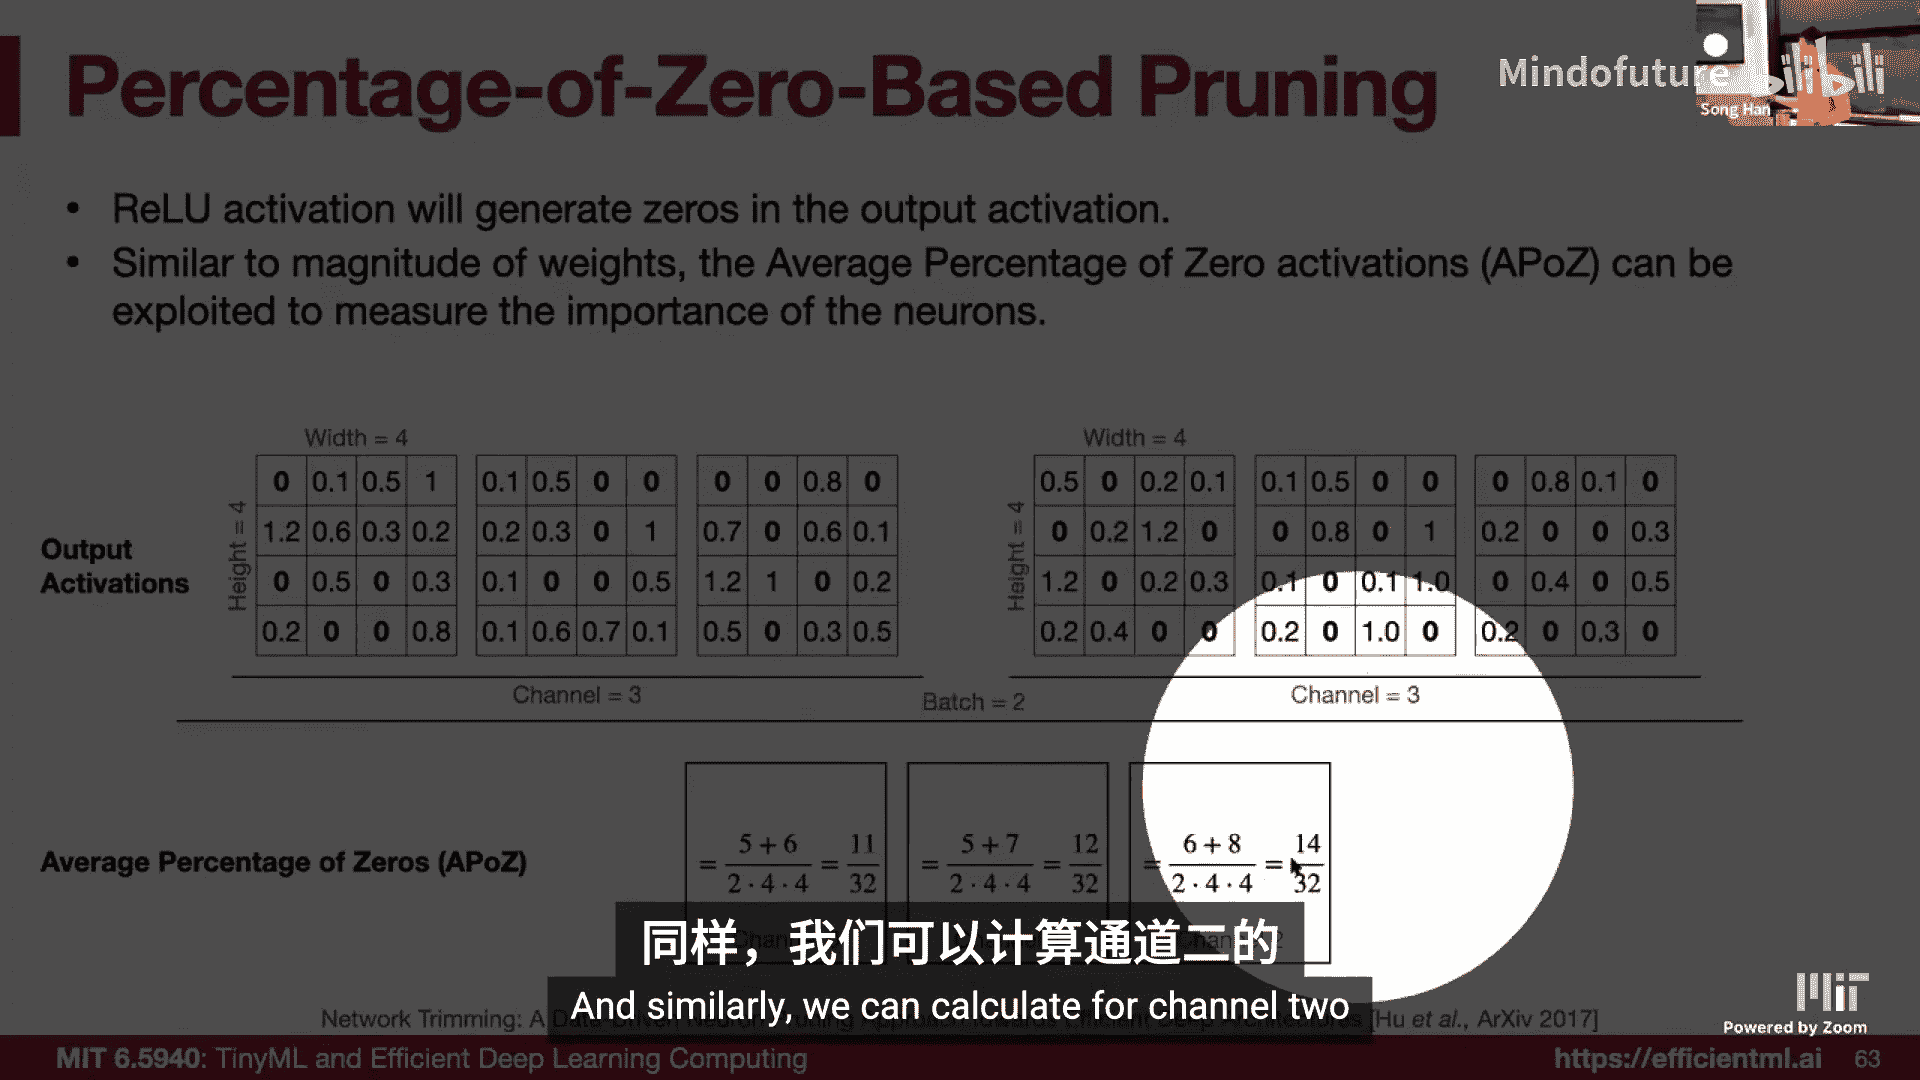 Percentage-of-Zero-Based Pruning
Mindofuture
bilibili
Song Han
• ReLU activation will generate zeros in the output activation.
• Similar to magnitude of weights, the Average Percentage of Zero activations (APoZ) can be
exploited to measure the importance of the neurons.
Width = 4
Width = 4
Output
Activations
Height = 4
0 0.1 0.5 1
1.2 0.6 0.3 0.2
0 0.5 0 0.3
0.2 0 0 0.8
0.1 0.5 0 0
0.2 0.3 0 1
0.1 0 0 0.5
0.1 0.6 0.7 0.1
0 0 0.8 0
0.7 0 0.6 0.1
1.2 1 0 0.2
0.5 0 0.3 0.5
Height = 4
0.5 0 0.2 0.1
0 0.2 1.2 0
1.2 0 0.2 0.3
0.2 0.4 0 0
0.1 0.5 0 0
0 0.8 0 1
0.1 0 0.1 1.0
0.2 0 1.0 0
0 0.8 0.1 0
0.2 0 0 0.3
0 0.4 0 0.5
0.2 0 0.3 0
Channel = 3
Batch = 2
Channel = 3
Average Percentage of Zeros (APoZ)
= 5 + 6 / 2 · 4 · 4 = 11 / 32
= 5 + 7 / 2 · 4 · 4 = 12 / 32
= 6 + 8 / 2 · 4 · 4 = 14 / 32
同样，我们可以计算通道二的
And similarly, we can calculate for channel two
Network Trimming: A Data-Driven Neuron Pruning Approach towards Efficient Deep Architectures [Hu et al., ArXiv 2017]
MIT
Powered by Zoom
MIT 6.5940: TinyML and Efficient Deep Learning Computing
https://efficientml.ai 63